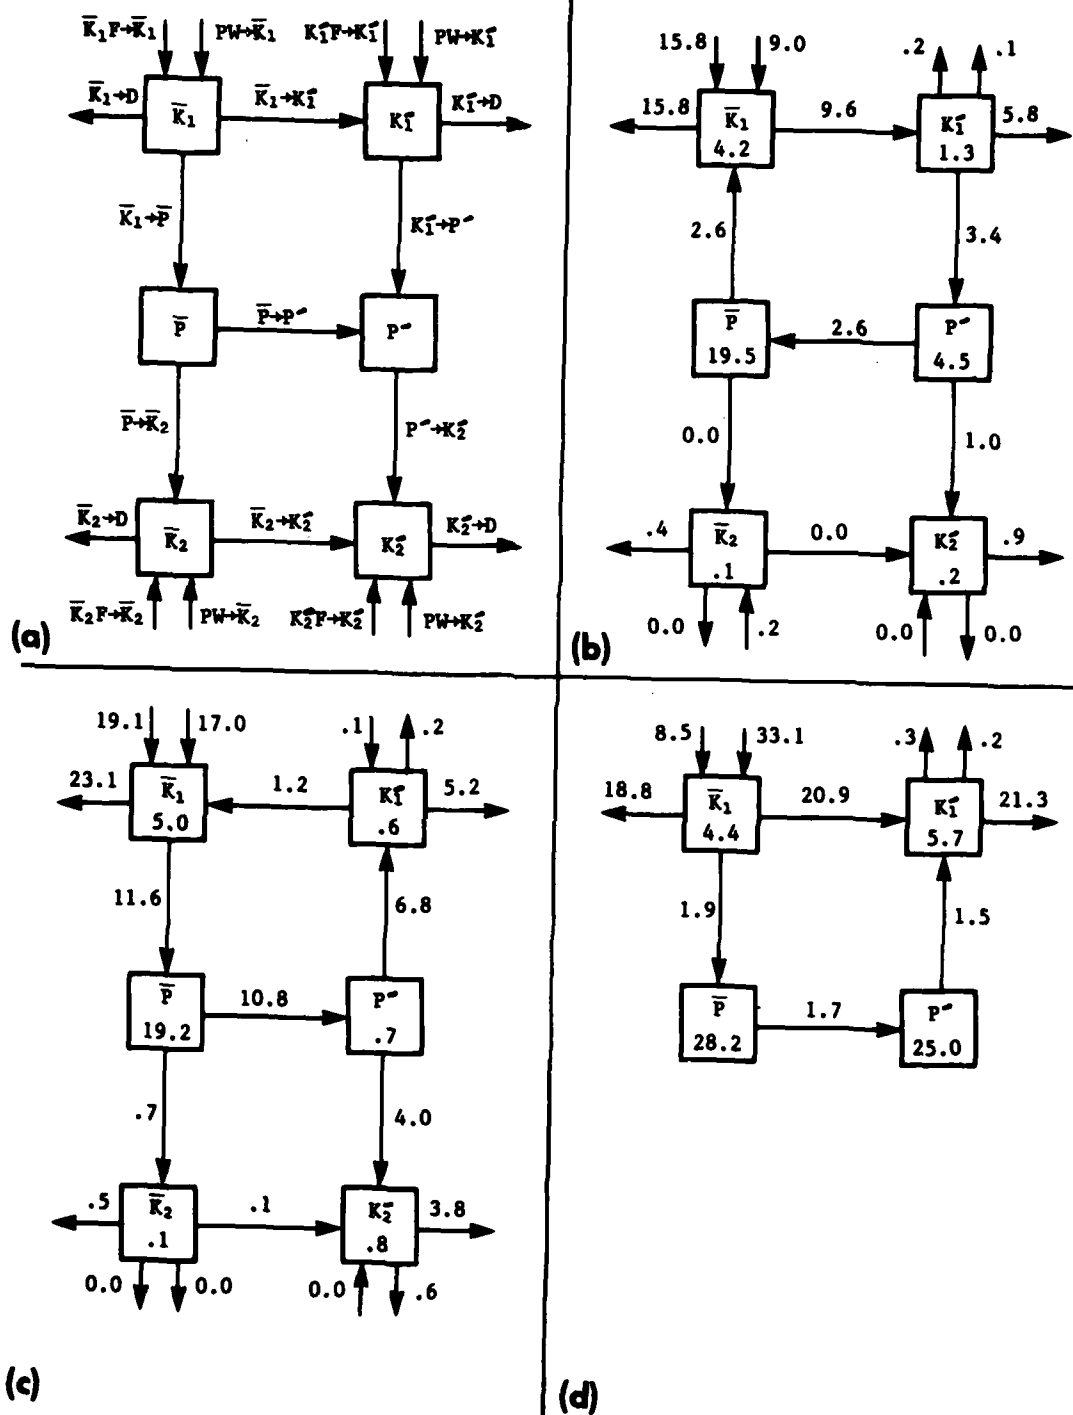 K̅₁F→K̅₁ PW→K̅₁ K₁′F→K₁′ PW→K₁′
K̅₁→D K̅₁ K̅₁→K₁′ K₁′ K₁′→D
K̅₁→P̅ K₁′→P′
P̅ P̅→P′ P′
P̅→K̅₂ P′→K₂′
K̅₂→D K̅₂ K̅₂→K₂′ K₂′ K₂′→D
K̅₂F→K̅₂ PW→K̅₂ K₂′F→K₂′ PW→K₂′
(a)
15.8 9.0 .2 .1
15.8 K̅₁ 9.6 K₁′ 5.8
4.2 1.3
2.6 3.4
P̅ 2.6 P′
19.5 4.5
0.0 1.0
.4 K̅₂ 0.0 K₂′ .9
.1 .2
0.0 .2 0.0 0.0
(b)
19.1 17.0 .1 .2
23.1 K̅₁ 1.2 K₁′ 5.2
5.0 .6
11.6 6.8
P̅ 10.8 P′
19.2 .7
.7 4.0
.5 K̅₂ .1 K₂′ 3.8
.1 .8
0.0 0.0 0.0 .6
(c)
8.5 33.1 .3 .2
18.8 K̅₁ 20.9 K₁′ 21.3
4.4 5.7
1.9 1.5
P̅ 1.7 P′
28.2 25.0
(d)